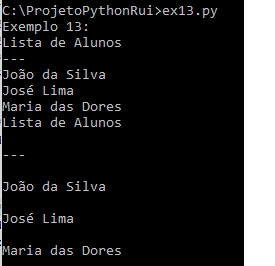 C:\ProjetoPythonRui>ex13.py
Exemplo 13:
Lista de Alunos
---
João da Silva
José Lima
Maria das Dores
Lista de Alunos
---
João da Silva
José Lima
Maria das Dores